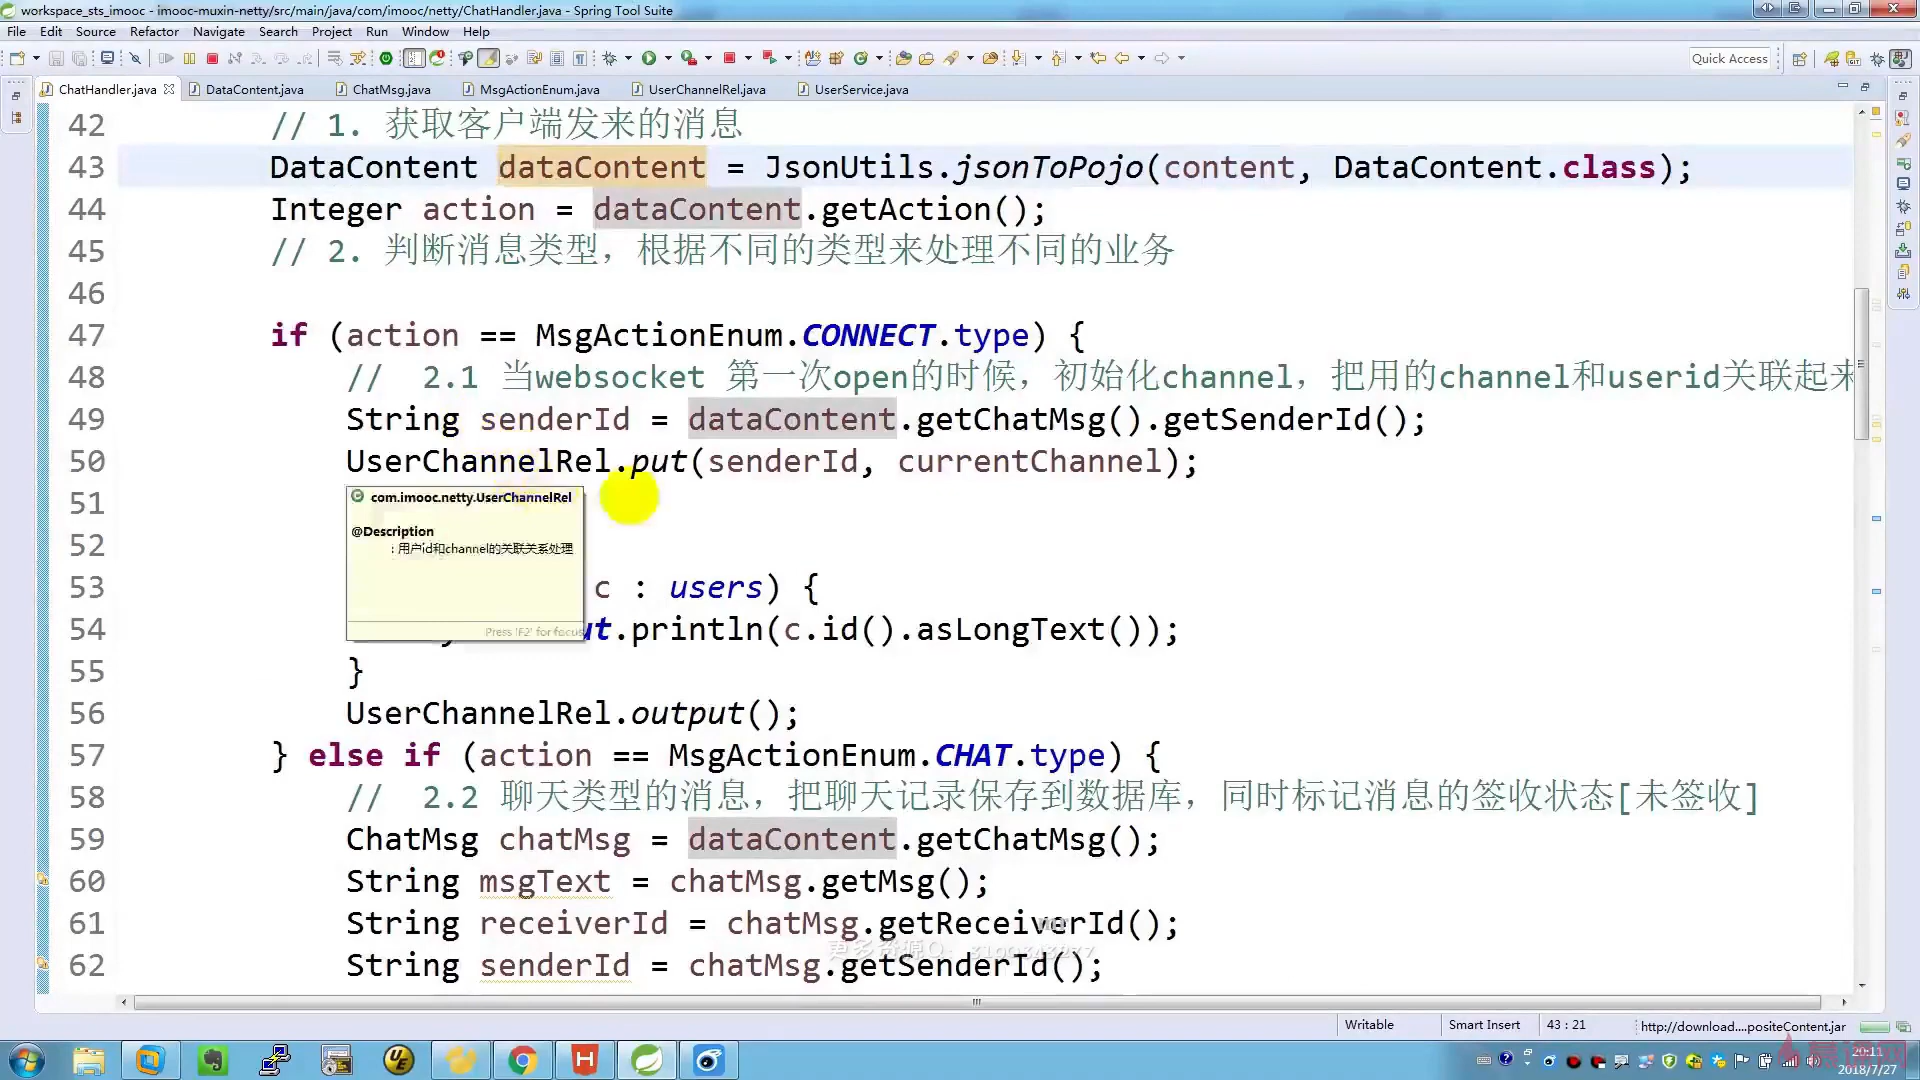 workspace_sts_imooc - imooc-muxin-netty/src/main/java/com/imooc/netty/ChatHandler.java - Spring Tool Suite
File Edit Source Refactor Navigate Search Project Run Window Help
Quick Access
ChatHandler.java DataContent.java ChatMsg.java MsgActionEnum.java UserChannelRel.java UserService.java
42 // 1. 获取客户端发来的消息
43 DataContent dataContent = JsonUtils.jsonToPojo(content, DataContent.class);
44 Integer action = dataContent.getAction();
45 // 2. 判断消息类型，根据不同的类型来处理不同的业务
46
47 if (action == MsgActionEnum.CONNECT.type) {
48 // 2.1 当websocket 第一次open的时候，初始化channel，把用的channel和userid关联起来
49 String senderId = dataContent.getChatMsg().getSenderId();
50 UserChannelRel.put(senderId, currentChannel);
51
com.imooc.netty.UserChannelRel
@Description
: 用户id和channel的关联关系处理
Press 'F2' for focus
52
53 c : users) {
54 ut.println(c.id().asLongText());
55 }
56 UserChannelRel.output();
57 } else if (action == MsgActionEnum.CHAT.type) {
58 // 2.2 聊天类型的消息，把聊天记录保存到数据库，同时标记消息的签收状态[未签收]
59 ChatMsg chatMsg = dataContent.getChatMsg();
60 String msgText = chatMsg.getMsg();
61 String receiverId = chatMsg.getReceiverId();
62 String senderId = chatMsg.getSenderId();
Writable Smart Insert 43 : 21 http://download....positeContent.jar
20:11
2018/7/27